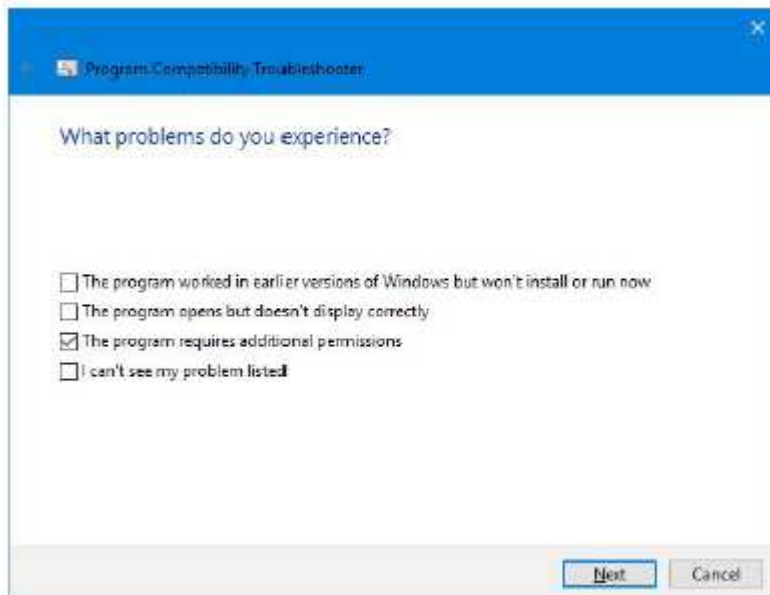 Program Compatibility Troubleshooter
What problems do you experience?
The program worked in earlier versions of Windows but won't install or run now
The program opens but doesn't display correctly
The program requires additional permissions
I can't see my problem listed
Next
Cancel